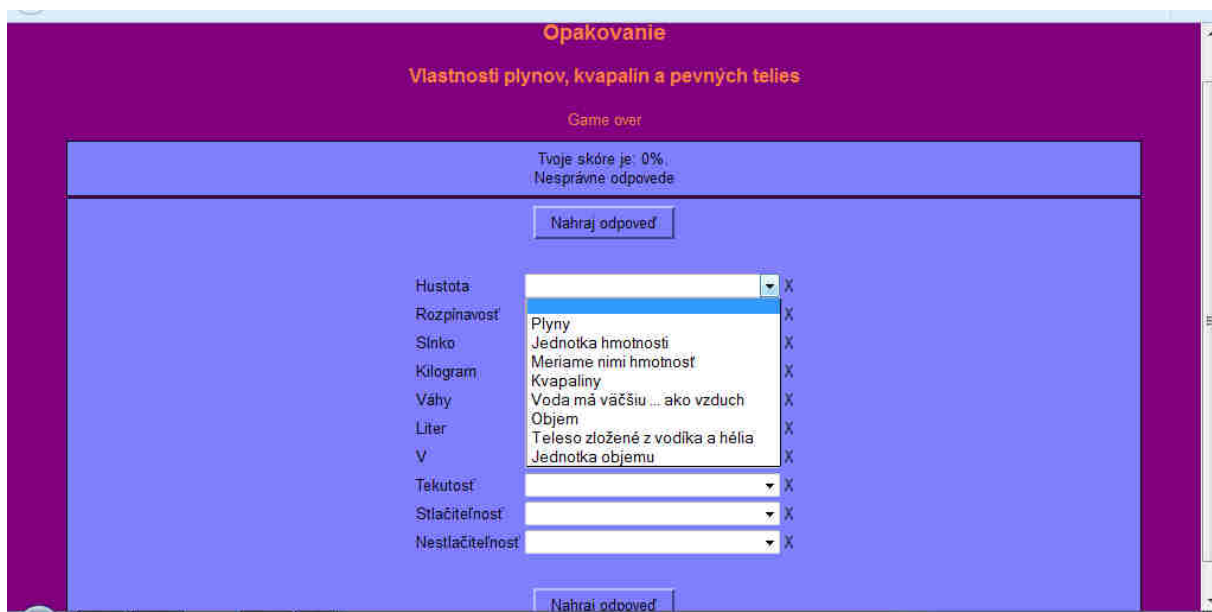 Opakovanie
Vlastnosti plynov, kvapalín a pevných telies
Game over
Tvoje skóre je: 0%.
Nesprávne odpovede
Nahraj odpoveď
Hustota X
Rozpínavosť X
Plyny
Slnko X
Jednotka hmotnosti
Meriame nimi hmotnosť
Kilogram X
Kvapaliny
Váhy X
Voda má väčšiu ... ako vzduch
Objem
Liter X
Teleso zložené z vodíka a hélia
V X
Jednotka objemu
Tekutosť X
Stlačiteľnosť X
Nestlačiteľnosť X
Nahraj odpoveď